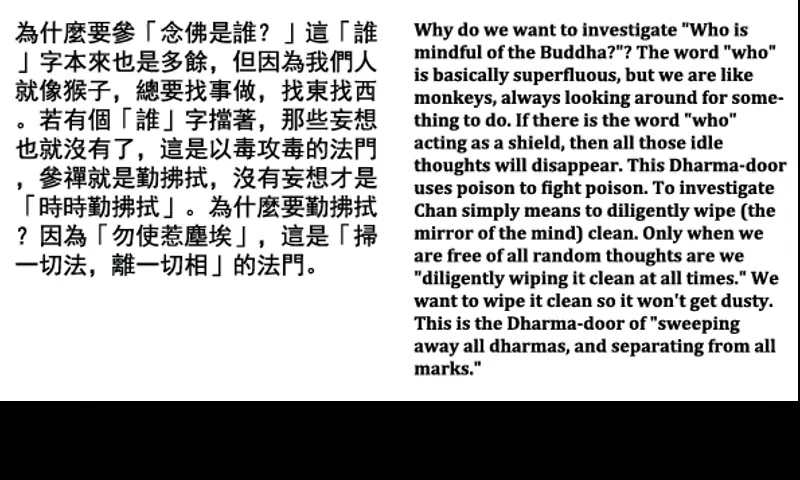 為什麼要參「念佛是誰？」這「誰
」字本來也是多餘，但因為我們人
就像猴子，總要找事做，找東找西
。若有個「誰」字擋著，那些妄想
也就沒有了，這是以毒攻毒的法門
，參禪就是勤拂拭，沒有妄想才是
「時時勤拂拭」。為什麼要勤拂拭
？因為「勿使惹塵埃」，這是「掃
一切法，離一切相」的法門。
Why do we want to investigate "Who is
mindful of the Buddha?"? The word "who"
is basically superfluous, but we are like
monkeys, always looking around for some-
thing to do. If there is the word "who"
acting as a shield, then all those idle
thoughts will disappear. This Dharma-door
uses poison to fight poison. To investigate
Chan simply means to diligently wipe (the
mirror of the mind) clean. Only when we
are free of all random thoughts are we
"diligently wiping it clean at all times." We
want to wipe it clean so it won't get dusty.
This is the Dharma-door of "sweeping
away all dharmas, and separating from all
marks."